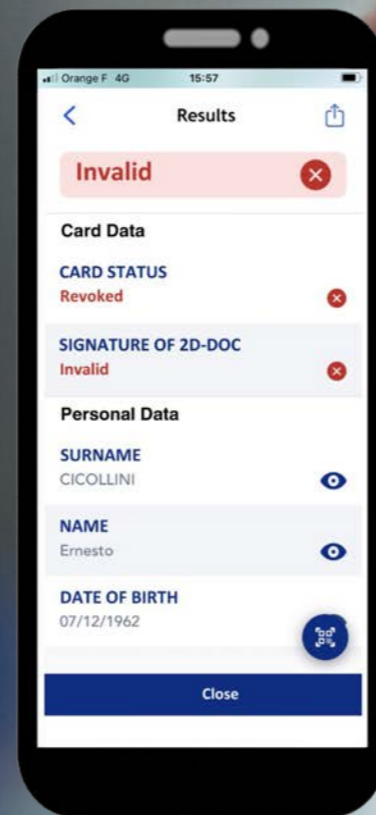 Orange F 4G 15:57
Results
Invalid
Card Data
CARD STATUS
Revoked
SIGNATURE OF 2D-DOC
Invalid
Personal Data
SURNAME
CICOLLINI
NAME
Ernesto
DATE OF BIRTH
07/12/1962
Close